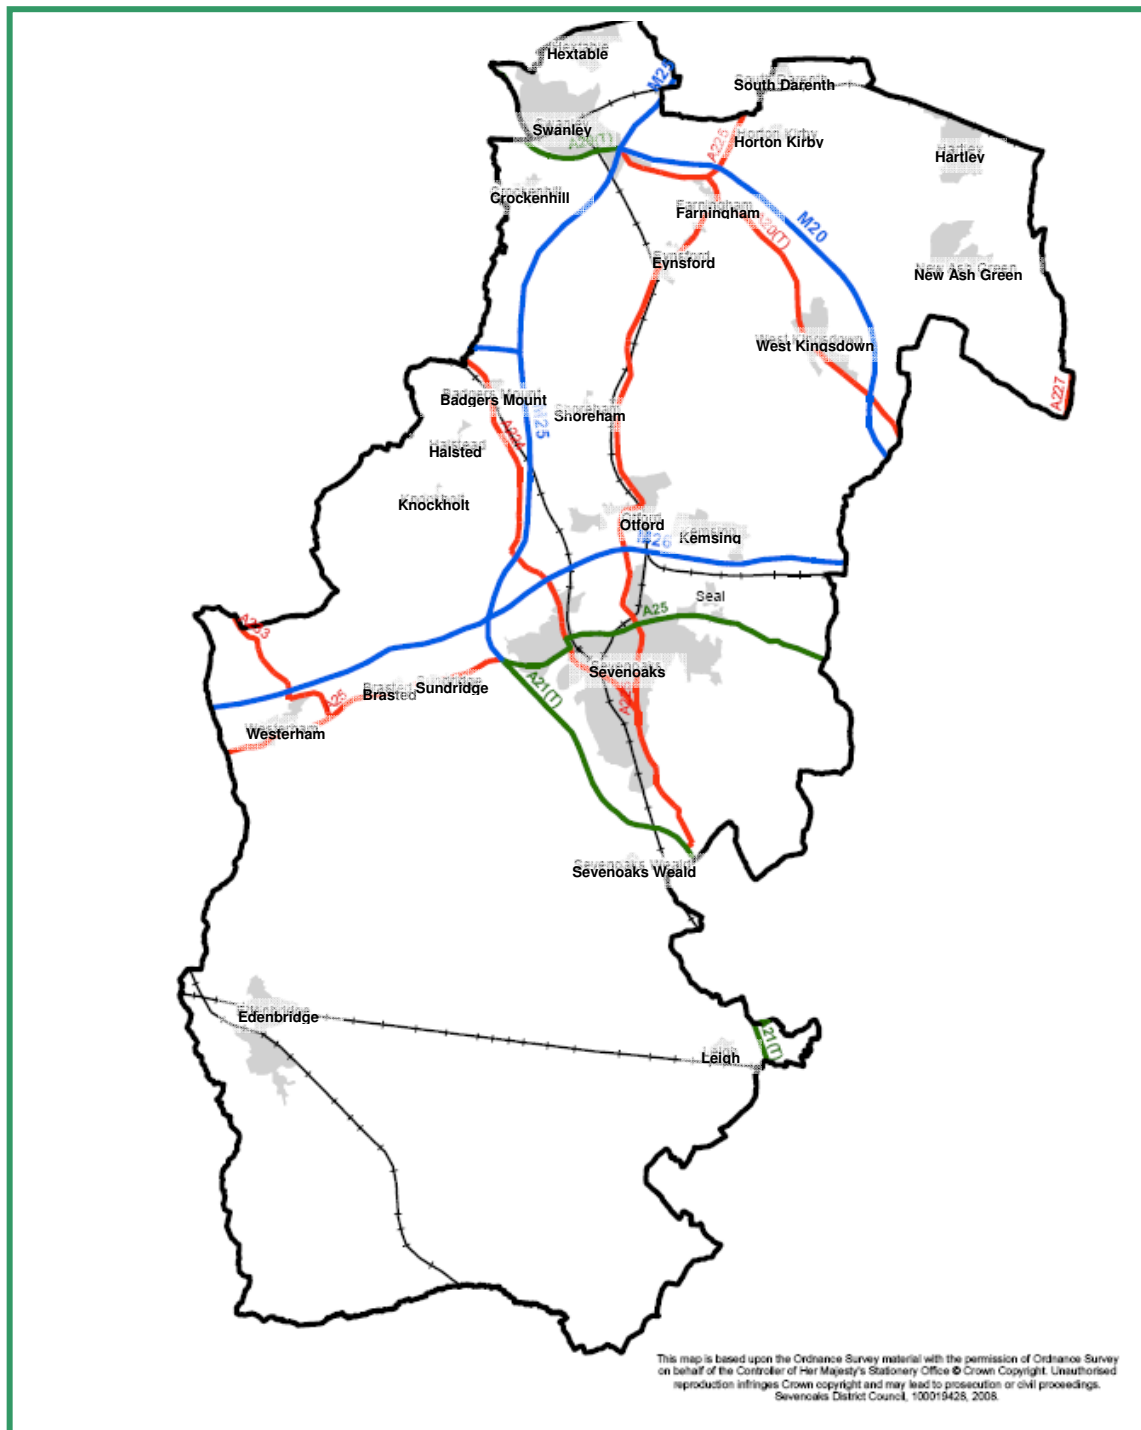 Hextable
M25
South Darenth
Swanley
A20(T)
A225
Horton Kirby
Hartley
Crockenhill
Farningham
A20(T)
M20
Eynsford
New Ash Green
West Kingsdown
Badgers Mount
A227
M25
Shoreham
A224
Halsted
Knockholt
Otford
Kemsing
M26
Seal
A25
A233
Sevenoaks
Sundridge
Brasted
A25
A21(T)
Westerham
Sevenoaks Weald
Edenbridge
A21(T)
Leigh
This map is based upon the Ordnance Survey material with the permission of Ordnance Survey
on behalf of the Controller of Her Majesty's Stationery Office © Crown Copyright. Unauthorised
reproduction infringes Crown copyright and may lead to prosecution or civil proceedings.
Sevenoaks District Council, 100019428, 2008.